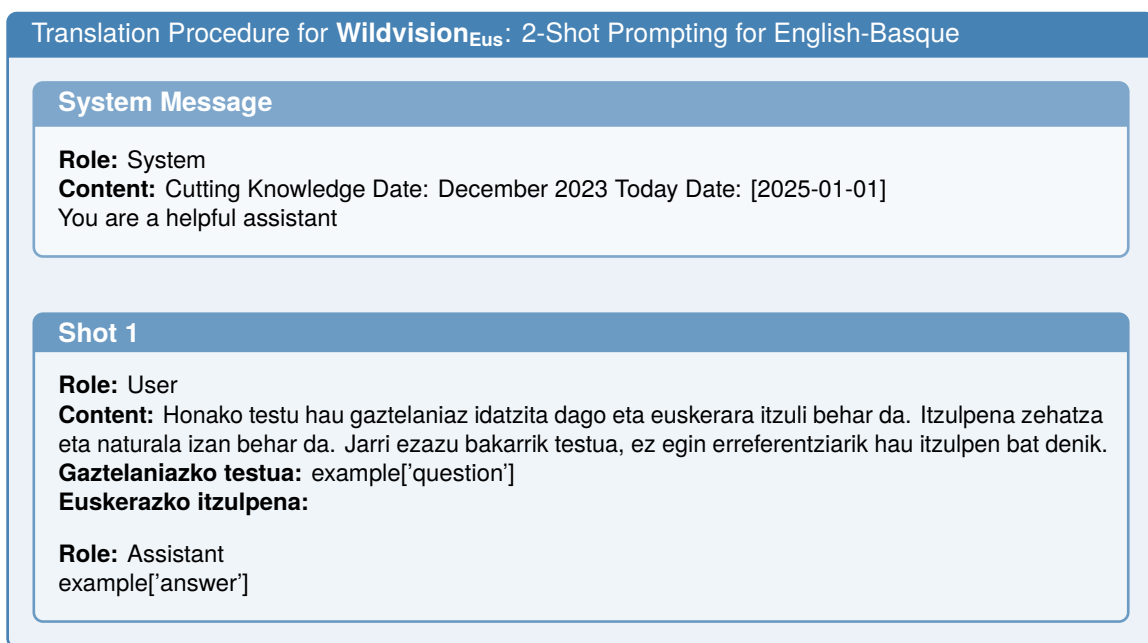 Translation Procedure for Wildvision_Eus: 2-Shot Prompting for English-Basque
System Message
Role: System
Content: Cutting Knowledge Date: December 2023 Today Date: [2025-01-01]
You are a helpful assistant
Shot 1
Role: User
Content: Honako testu hau gaztelaniaz idatzita dago eta euskerara itzuli behar da. Itzulpena zehatza
eta naturala izan behar da. Jarri ezazu bakarrik testua, ez egin erreferentziarik hau itzulpen bat denik.
Gaztelaniazko testua: example['question']
Euskerazko itzulpena:
Role: Assistant
example['answer']